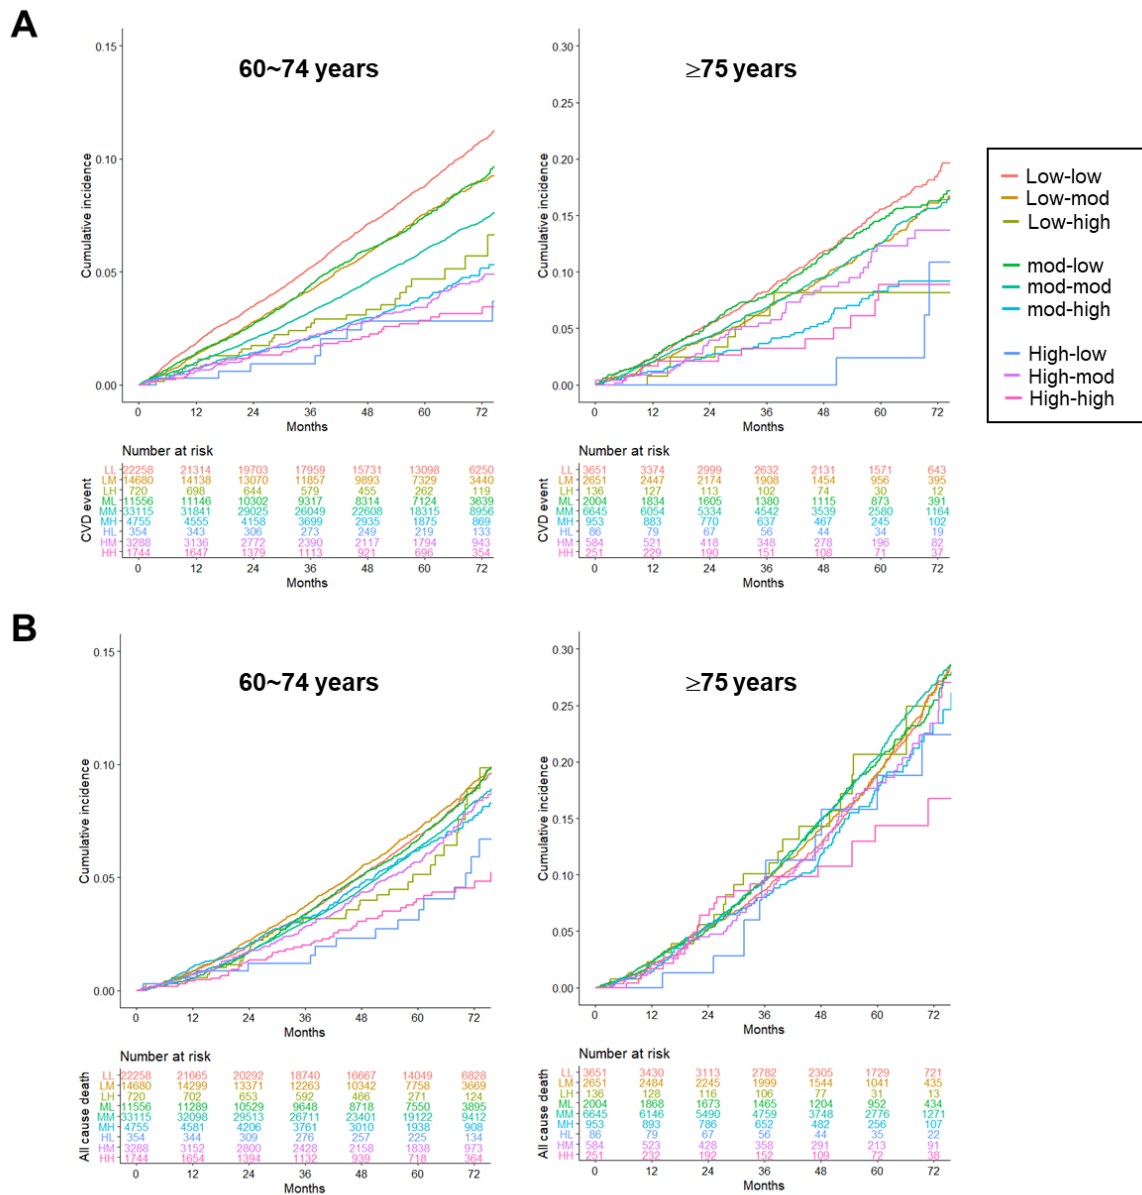 A
0.15
0.10
0.05
0.00
Cumulative incidence
60~74 years
0 12 24 36 48 60 72
Months
0.30
0.25
0.20
0.15
0.10
0.05
0.00
Cumulative incidence
≥75 years
0 12 24 36 48 60 72
Months
Low-low
Low-mod
Low-high
mod-low
mod-mod
mod-high
High-low
High-mod
High-high
Number at risk
CVD event
LL 22258 21314 19703 17959 15731 13098 6250
LM 14680 14138 13070 11857 9893 7329 3440
LH 720 698 644 579 455 262 119
ML 11556 11146 10302 9317 8314 7124 3639
MM 33115 31841 29025 26049 22608 18315 8956
MH 4755 4555 4158 3699 2935 1875 869
HL 354 343 306 273 249 219 133
HM 3288 3136 2772 2390 2117 1794 943
HH 1744 1647 1379 1113 921 696 354
0 12 24 36 48 60 72
Months
Number at risk
CVD event
LL 3651 3374 2999 2632 2131 1571 643
LM 2651 2447 2174 1908 1454 956 395
LH 136 127 113 102 74 30 12
ML 2004 1834 1605 1380 1115 873 391
MM 6645 6054 5334 4542 3539 2580 1164
MH 953 883 770 637 467 245 102
HL 86 79 67 56 44 34 19
HM 584 521 418 348 278 196 82
HH 251 229 190 151 108 71 37
0 12 24 36 48 60 72
Months
B
0.15
0.10
0.05
0.00
Cumulative incidence
60~74 years
0 12 24 36 48 60 72
Months
0.30
0.25
0.20
0.15
0.10
0.05
0.00
Cumulative incidence
≥75 years
0 12 24 36 48 60 72
Months
Number at risk
All cause death
LL 22258 21665 20292 18740 16667 14049 6828
LM 14680 14299 13371 12263 10342 7758 3669
LH 720 702 653 592 466 271 124
ML 11556 11289 10529 9648 8718 7550 3895
MM 33115 32098 29513 26711 23401 19122 9412
MH 4755 4581 4206 3761 3010 1938 908
HL 354 344 309 276 257 225 134
HM 3288 3152 2800 2428 2158 1838 973
HH 1744 1654 1394 1132 939 718 364
0 12 24 36 48 60 72
Months
Number at risk
All cause death
LL 3651 3430 3113 2782 2305 1729 721
LM 2651 2484 2245 1999 1544 1041 435
LH 136 128 116 106 77 31 13
ML 2004 1868 1673 1465 1204 952 434
MM 6645 6146 5490 4759 3748 2776 1271
MH 953 893 786 652 482 256 107
HL 86 79 67 56 44 35 22
HM 584 523 428 358 291 213 91
HH 251 232 192 152 109 72 38
0 12 24 36 48 60 72
Months